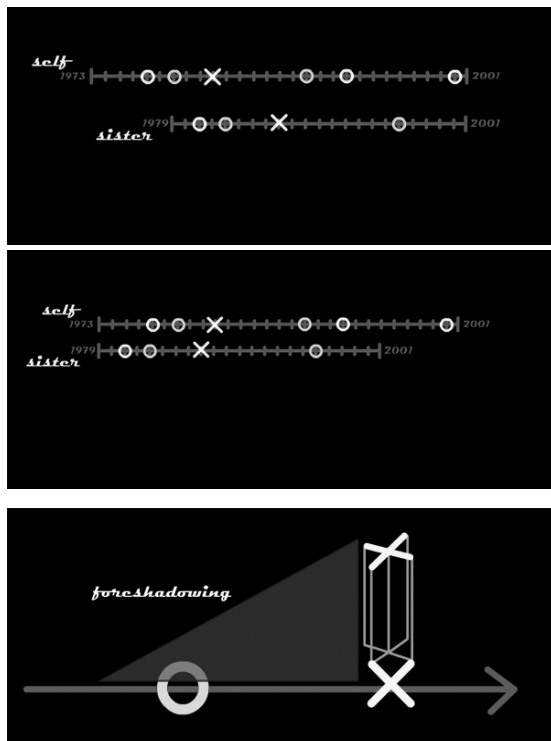 self
1973 2001
1979 2001
sister
self
1973 2001
1979 2001
sister
foreshadowing